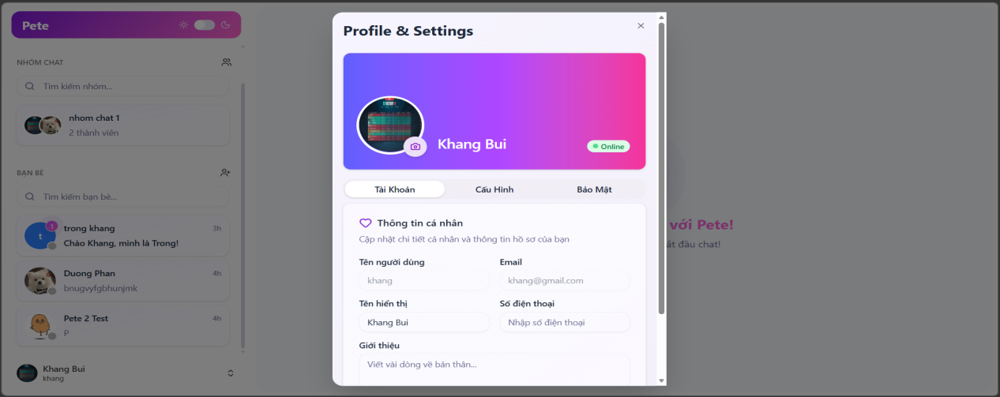 Pete
NHÓM CHAT
Tìm kiếm nhóm...
nhom chat 1
2 thành viên
BẠN BÈ
Tìm kiếm bạn bè...
t
1
trong khang
3h
Chào Khang, mình là Trong!
Duong Phan
4h
bnugvyfgbhunjmk
Pete 2 Test
4h
P
Khang Bui
khang
Profile & Settings
Khang Bui
Online
Tài Khoản
Cấu Hình
Bảo Mật
Thông tin cá nhân
Cập nhật chi tiết cá nhân và thông tin hồ sơ của bạn
Tên người dùng
Email
khang
khang@gmail.com
Tên hiển thị
Số điện thoại
Khang Bui
Nhập số điện thoại
Giới thiệu
Viết vài dòng về bản thân...
với Pete!
ắt đầu chat!